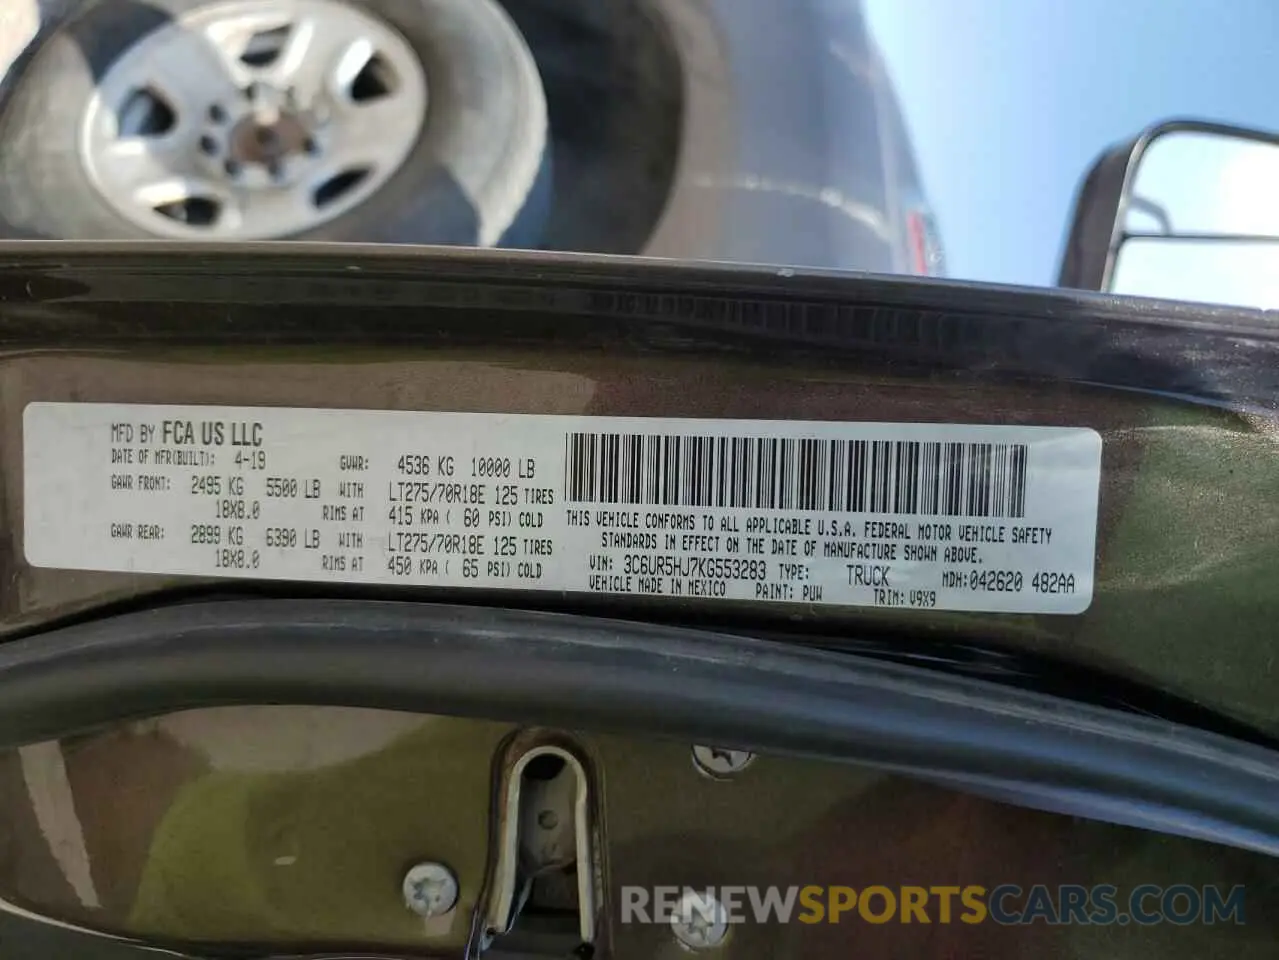 MFD BY FCA US LLC
DATE OF MFR(BUILT): 4-19 GVWR: 4536 KG 10000 LB
GAWR FRONT: 2495 KG 5500 LB WITH LT275/70R18E 125 TIRES
18X8.0 RIMS AT 415 KPA ( 60 PSI) COLD
GAWR REAR: 2899 KG 6390 LB WITH LT275/70R18E 125 TIRES
18X8.0 RIMS AT 450 KPA ( 65 PSI) COLD
THIS VEHICLE CONFORMS TO ALL APPLICABLE U.S.A. FEDERAL MOTOR VEHICLE SAFETY
STANDARDS IN EFFECT ON THE DATE OF MANUFACTURE SHOWN ABOVE.
VIN: 3C6UR5HJ7KG553283 TYPE: TRUCK MDH: 042620 482AA
VEHICLE MADE IN MEXICO PAINT: PUW TRIM: V9X9
RENEWSPORTSCARS.COM